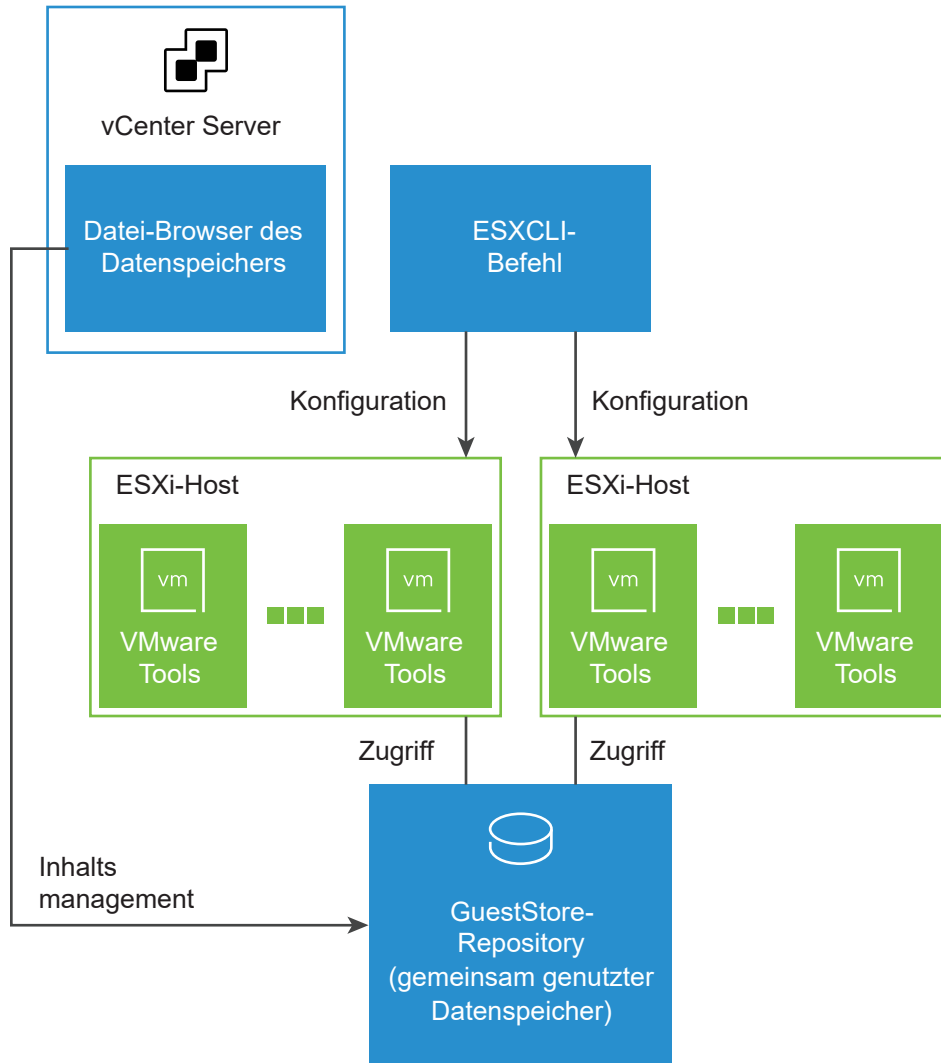 vCenter Server
Datei-Browser des
Datenspeichers
ESXCLI-
Befehl
Konfiguration
Konfiguration
ESXi-Host
vm
VMware
Tools
vm
VMware
Tools
ESXi-Host
vm
VMware
Tools
vm
VMware
Tools
Zugriff
Zugriff
Inhalts
management
GuestStore-
Repository
(gemeinsam genutzter
Datenspeicher)